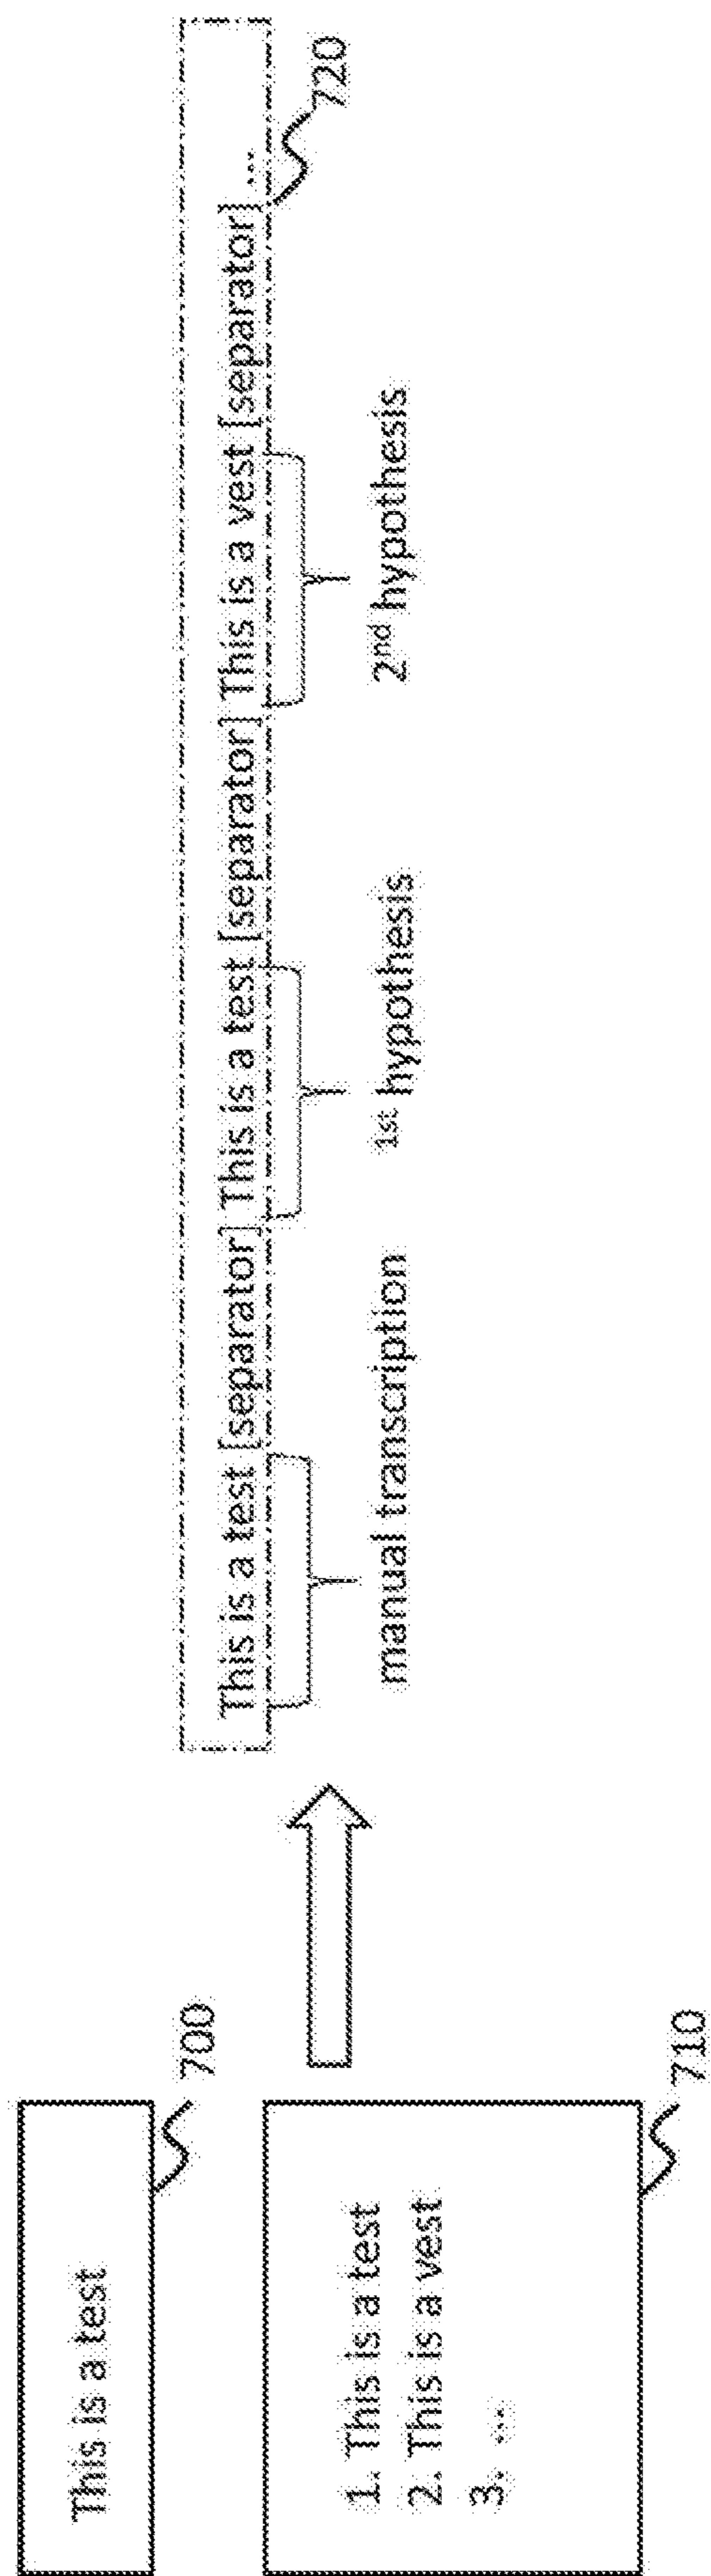 This is a test
700
1. This is a test
2. This is a vest
3. ...
710
This is a test [separator] This is a test [separator] This is a vest [separator] ...
720
manual transcription
1st hypothesis
2nd hypothesis